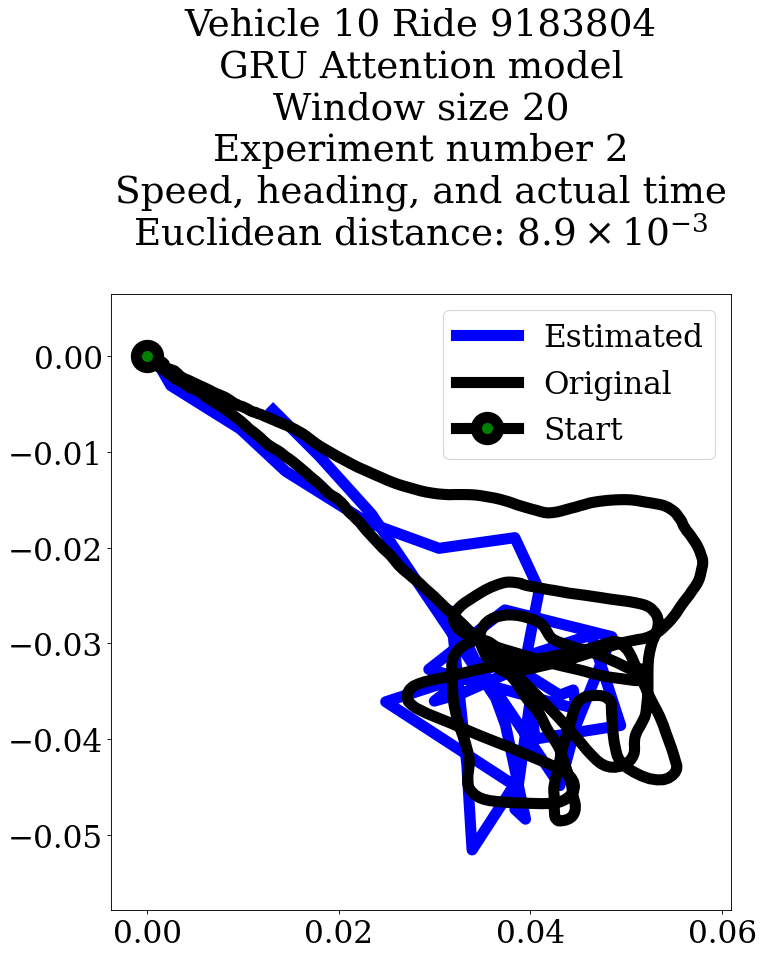 Vehicle 10 Ride 9183804
GRU Attention model
Window size 20
Experiment number 2
Speed, heading, and actual time
Euclidean distance: 8.9 × 10⁻³
Estimated
Original
Start
0.00
−0.01
−0.02
−0.03
−0.04
−0.05
0.00 0.02 0.04 0.06